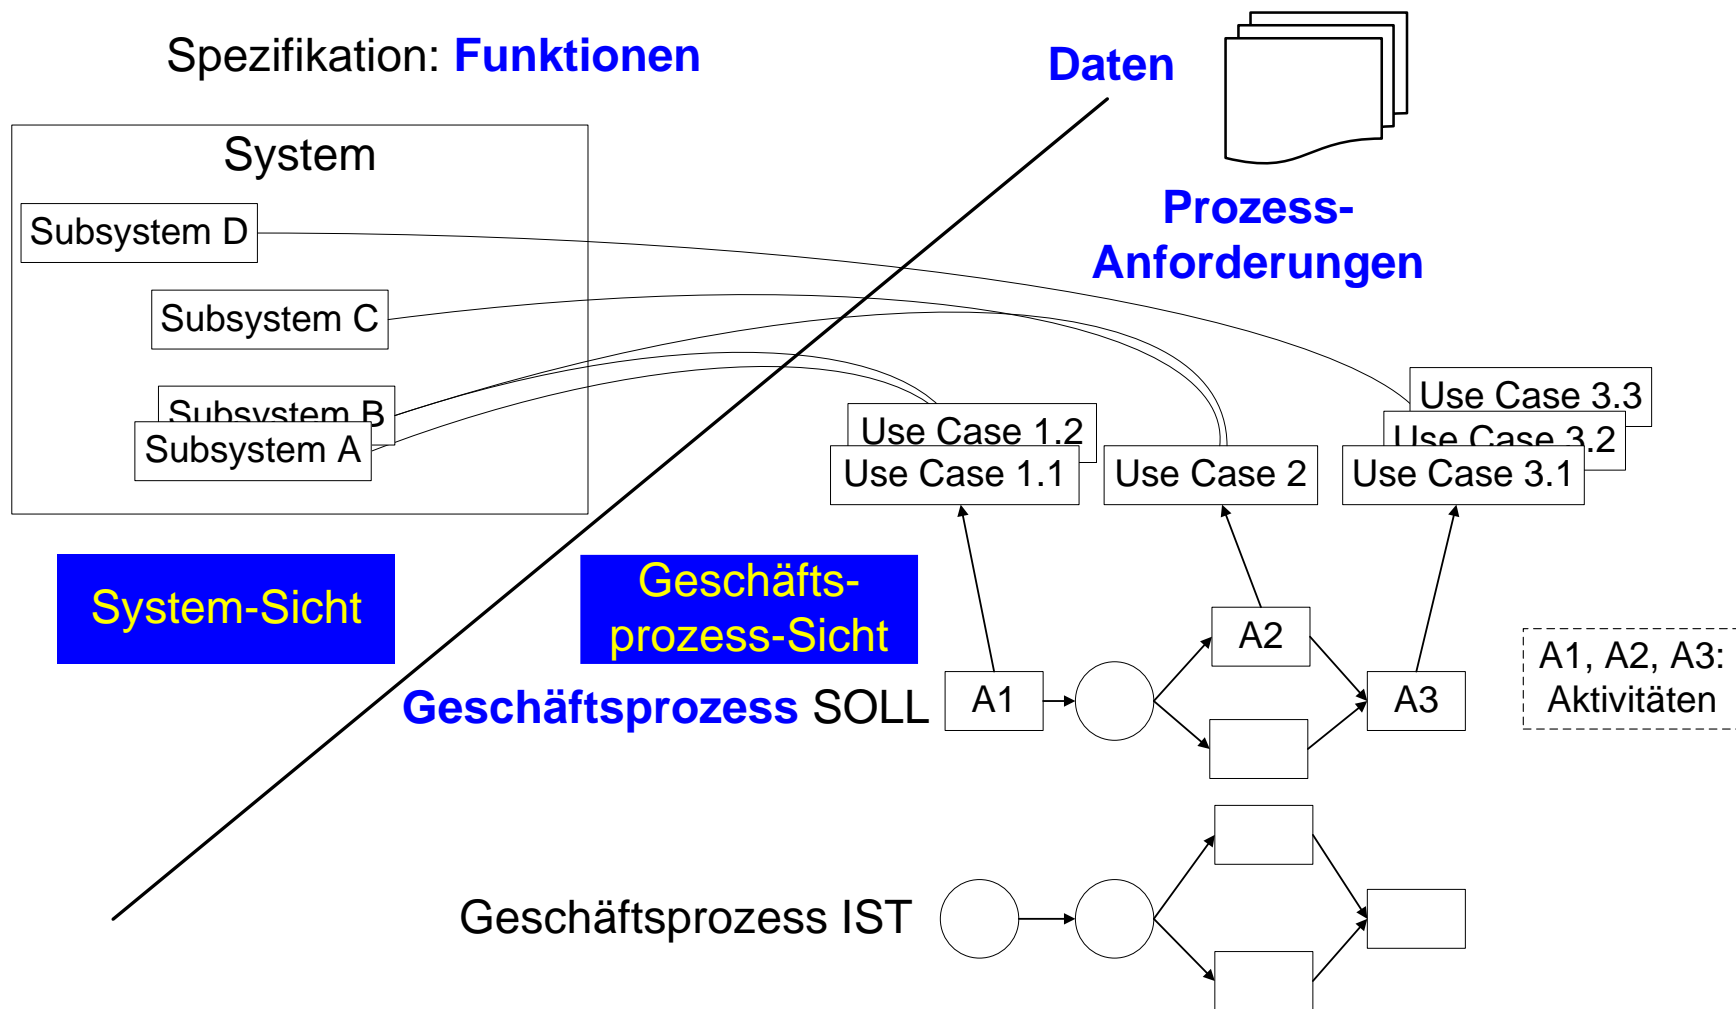 Spezifikation: Funktionen
Daten
System
Prozess-
Anforderungen
Subsystem D
Subsystem C
Subsystem B
Subsystem A
Use Case 3.3
Use Case 3.2
Use Case 3.1
Use Case 1.2
Use Case 1.1
Use Case 2
System-Sicht
Geschäfts-
prozess-Sicht
Geschäftsprozess SOLL
A1
A2
A3
A1, A2, A3:
Aktivitäten
Geschäftsprozess IST